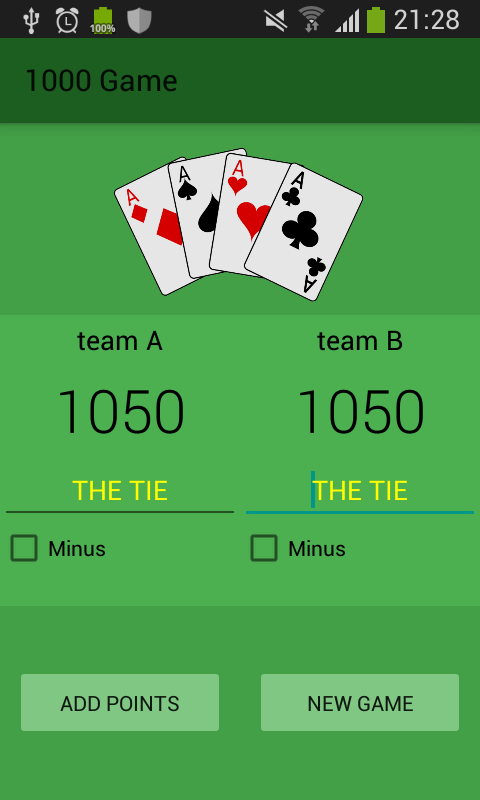 100%
21:28
1000 Game
A
A
A
A
A
team A
team B
1050
1050
THE TIE
THE TIE
Minus
Minus
ADD POINTS
NEW GAME